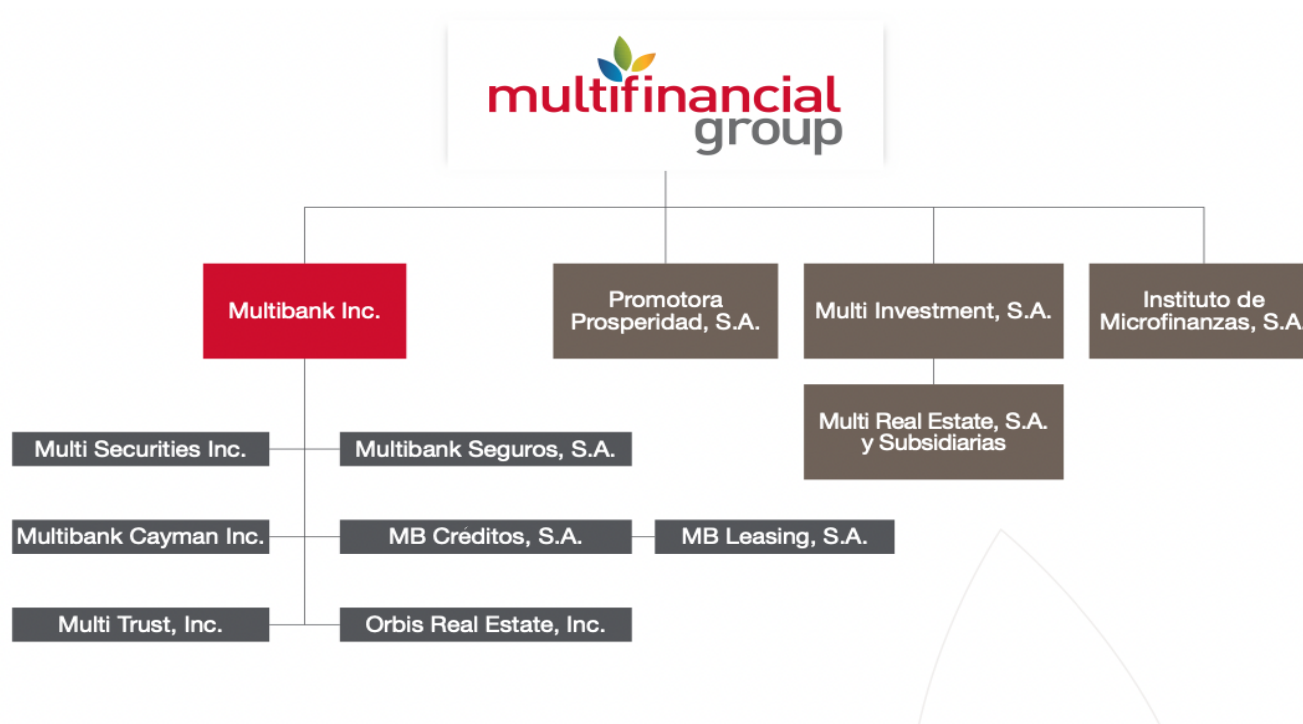 multifinancial
group
Multibank Inc.
Promotora
Prosperidad, S.A.
Multi Investment, S.A.
Instituto de
Microfinanzas, S.A.
Multi Real Estate, S.A.
y Subsidiarias
Multi Securities Inc.
Multibank Seguros, S.A.
Multibank Cayman Inc.
MB Créditos, S.A.
MB Leasing, S.A.
Multi Trust, Inc.
Orbis Real Estate, Inc.